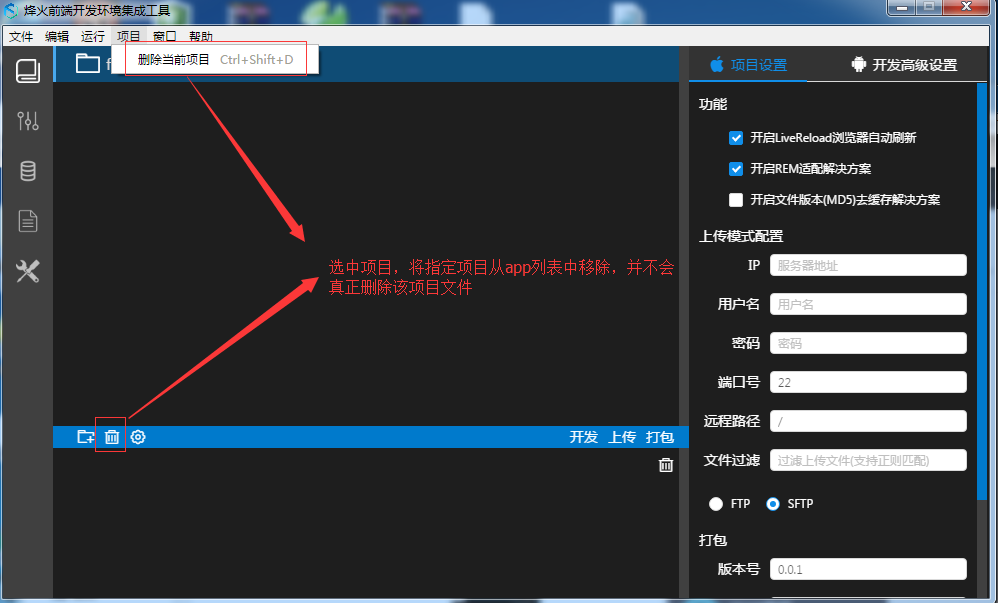 烽火前端开发环境集成工具
文件 编辑 运行 项目 窗口 帮助
删除当前项目 Ctrl+Shift+D
f
项目设置 开发高级设置
功能
开启LiveReload浏览器自动刷新
开启REM适配解决方案
开启文件版本(MD5)去缓存解决方案
上传模式配置
IP 服务器地址
选中项目，将指定项目从app列表中移除，并不会
真正删除该项目文件
用户名 用户名
密码 密码
端口号 22
远程路径 /
开发 上传 打包
文件过滤 过滤上传文件(支持正则匹配)
FTP SFTP
打包
版本号 0.0.1